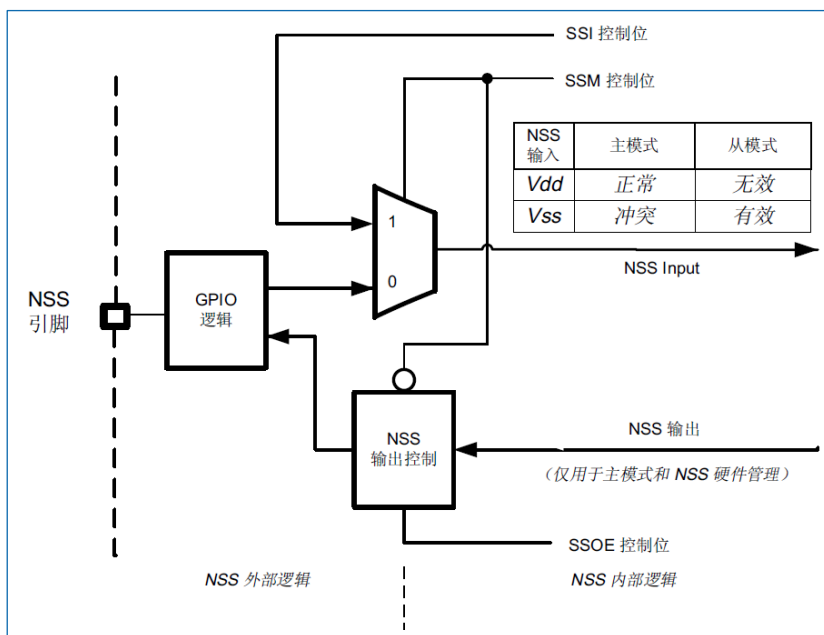 SSI 控制位
SSM 控制位
NSS 输入 主模式 从模式
Vdd 正常 无效
Vss 冲突 有效
1
NSS Input
0
GPIO
逻辑
NSS
引脚
NSS
输出控制
NSS 输出
（仅用于主模式和 NSS 硬件管理）
SSOE 控制位
NSS 外部逻辑
NSS 内部逻辑